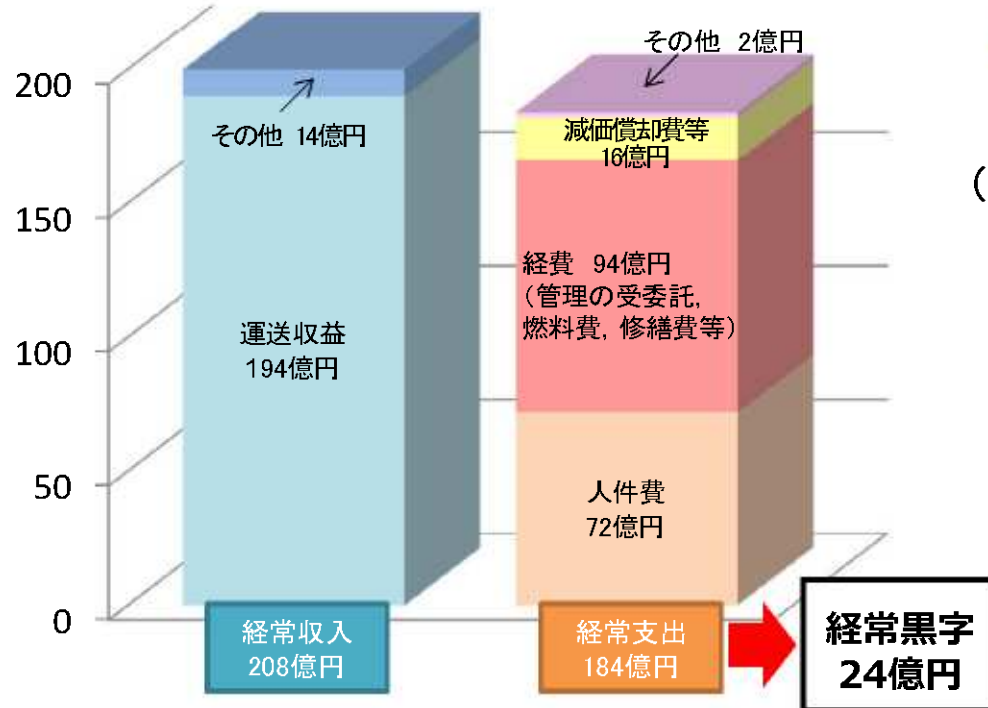 その他 2億円
200
その他 14億円
減価償却費等
16億円
150
(
経費 94億円
(管理の受委託,
燃料費, 修繕費等)
運送収益
194億円
100
50
人件費
72億円
0
経常収入
208億円
経常支出
184億円
経常黒字
24億円